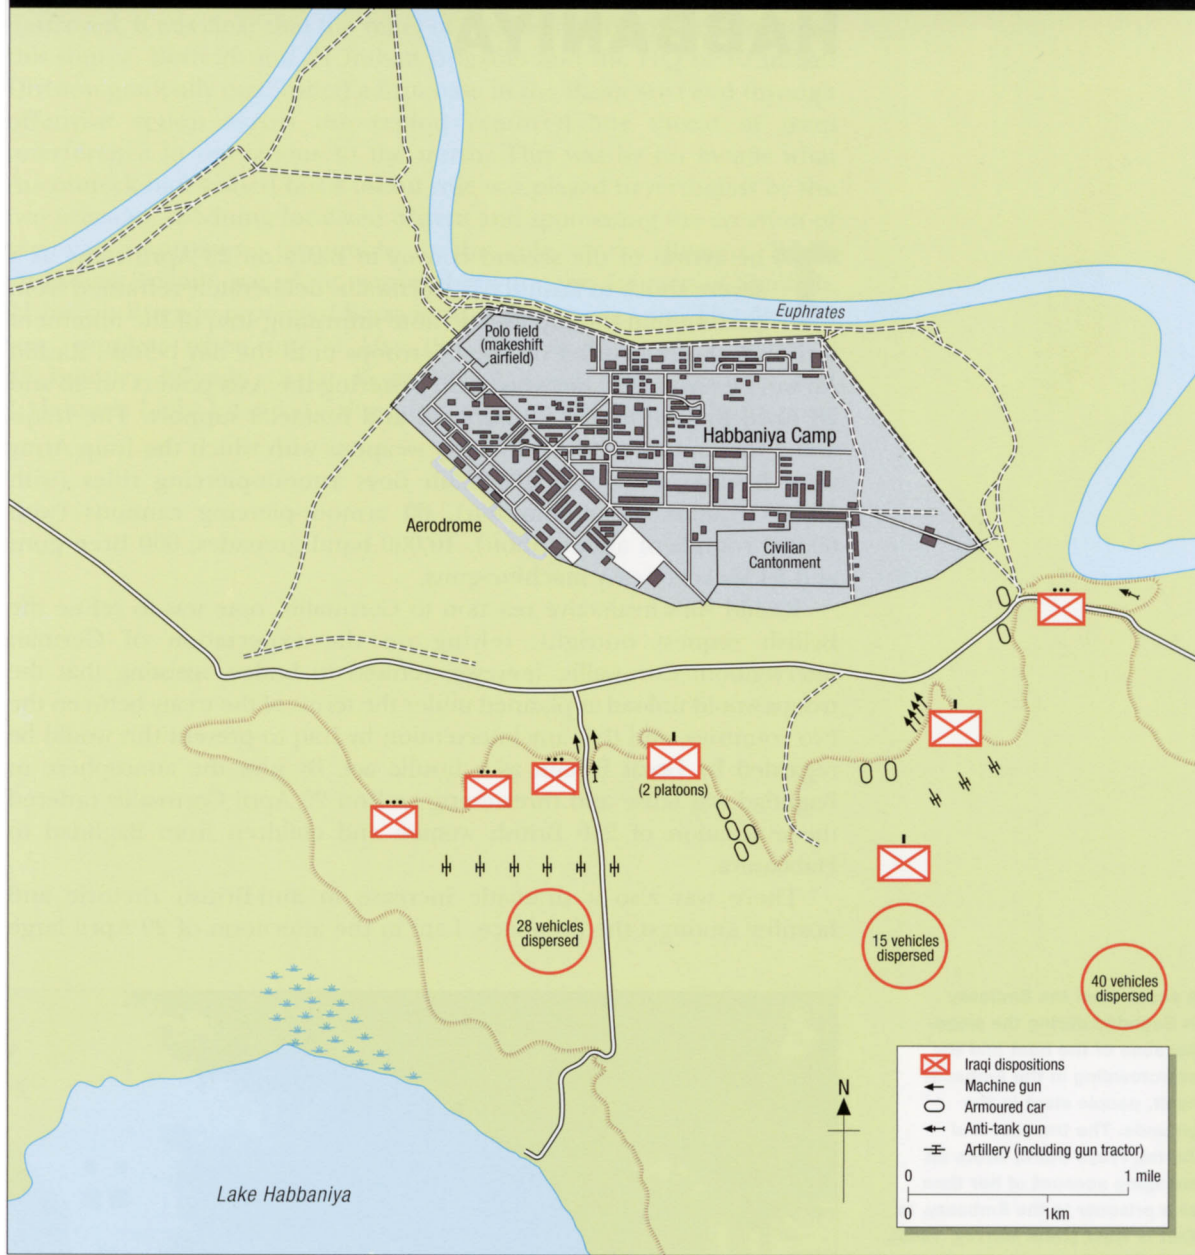 Euphrates
Polo field
(makeshift
airfield)
Habbaniya Camp
Aerodrome
Civilian
Cantonment
(2 platoons)
28 vehicles
dispersed
15 vehicles
dispersed
40 vehicles
dispersed
Lake Habbaniya
N
Iraqi dispositions
Machine gun
Armoured car
Anti-tank gun
Artillery (including gun tractor)
0 1 mile
0 1km